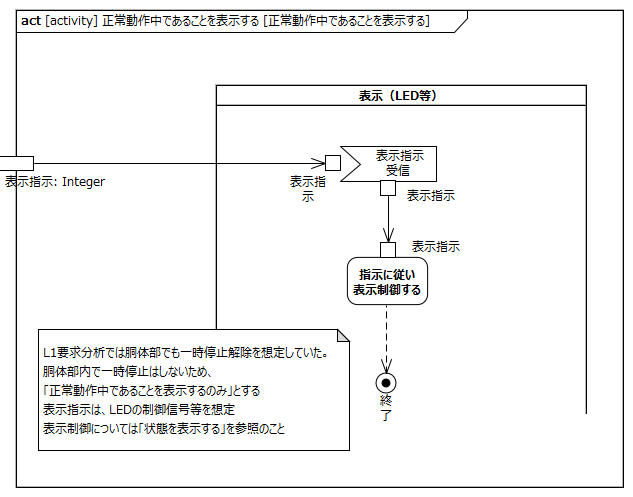 act [activity] 正常動作中であることを表示する [正常動作中であることを表示する]
表示（LED等）
表示指示: Integer
表示指
示
表示指示
受信
表示指示
表示指示
指示に従い
表示制御する
終
了
L1要求分析では胴体部でも一時停止解除を想定していた。
胴体部内で一時停止はしないため、
「正常動作中であることを表示するのみ」とする
表示指示は、LEDの制御信号等を想定
表示制御については「状態を表示する」を参照のこと